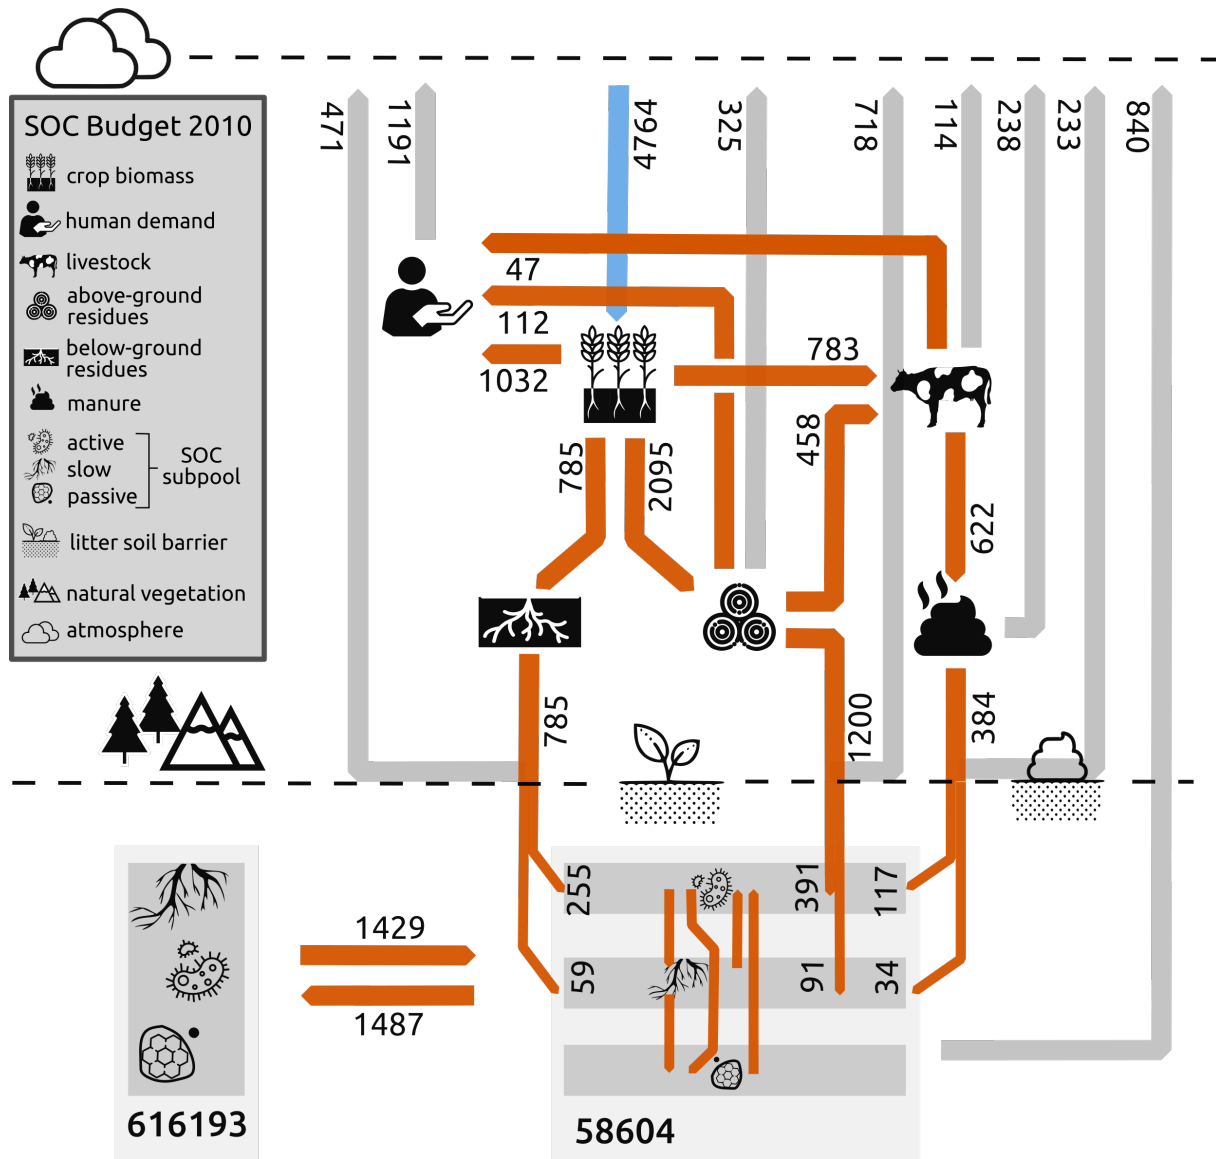 SOC Budget 2010
crop biomass
human demand
livestock
above-ground
residues
below-ground
residues
manure
active
slow
passive
SOC
subpool
litter soil barrier
natural vegetation
atmosphere
471
1191
4974
325
718
114
238
233
840
47
112
1032
783
458
785
2095
622
785
1200
384
255
391
117
59
91
34
1429
1487
616193
58604